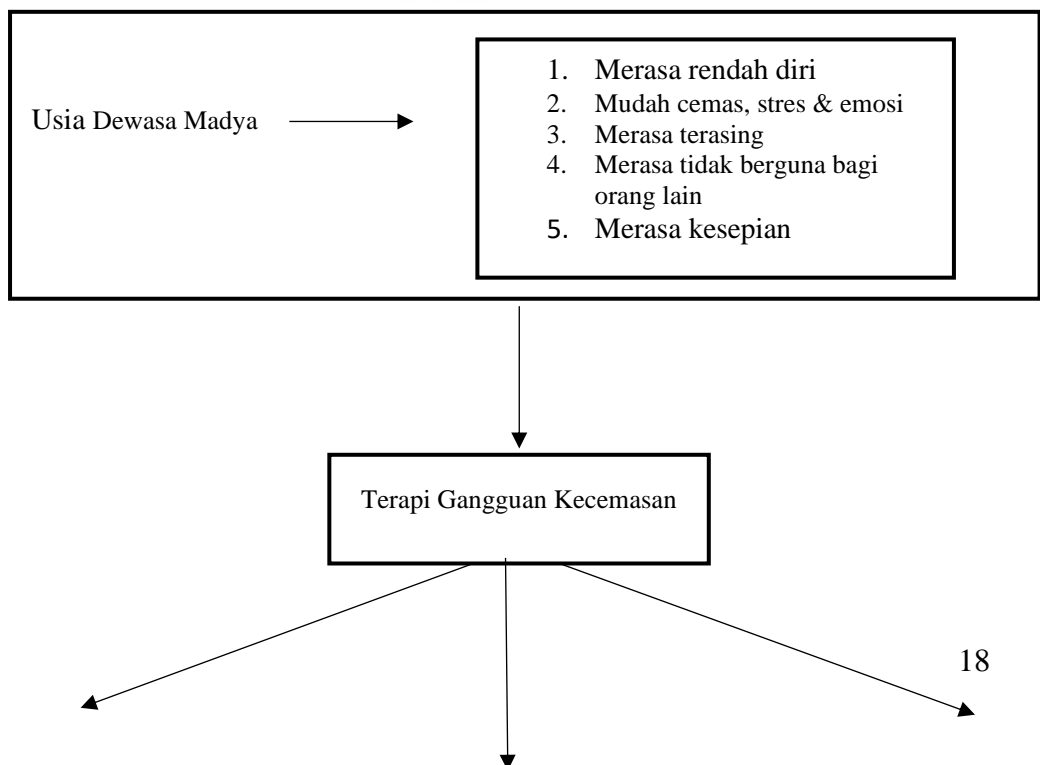 Usia Dewasa Madya
1. Merasa rendah diri
2. Mudah cemas, stres & emosi
3. Merasa terasing
4. Merasa tidak berguna bagi
orang lain
5. Merasa kesepian
Terapi Gangguan Kecemasan
18